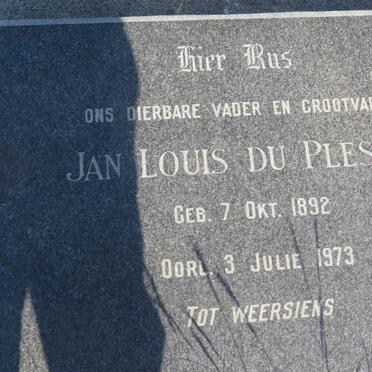 Hier Rus
ONS DIERBARE VADER EN GROOTVA
JAN LOUIS DU PLES
GEB. 7 OKT. 1892
OORL. 3 JULIE 1973
TOT WEERSIENS